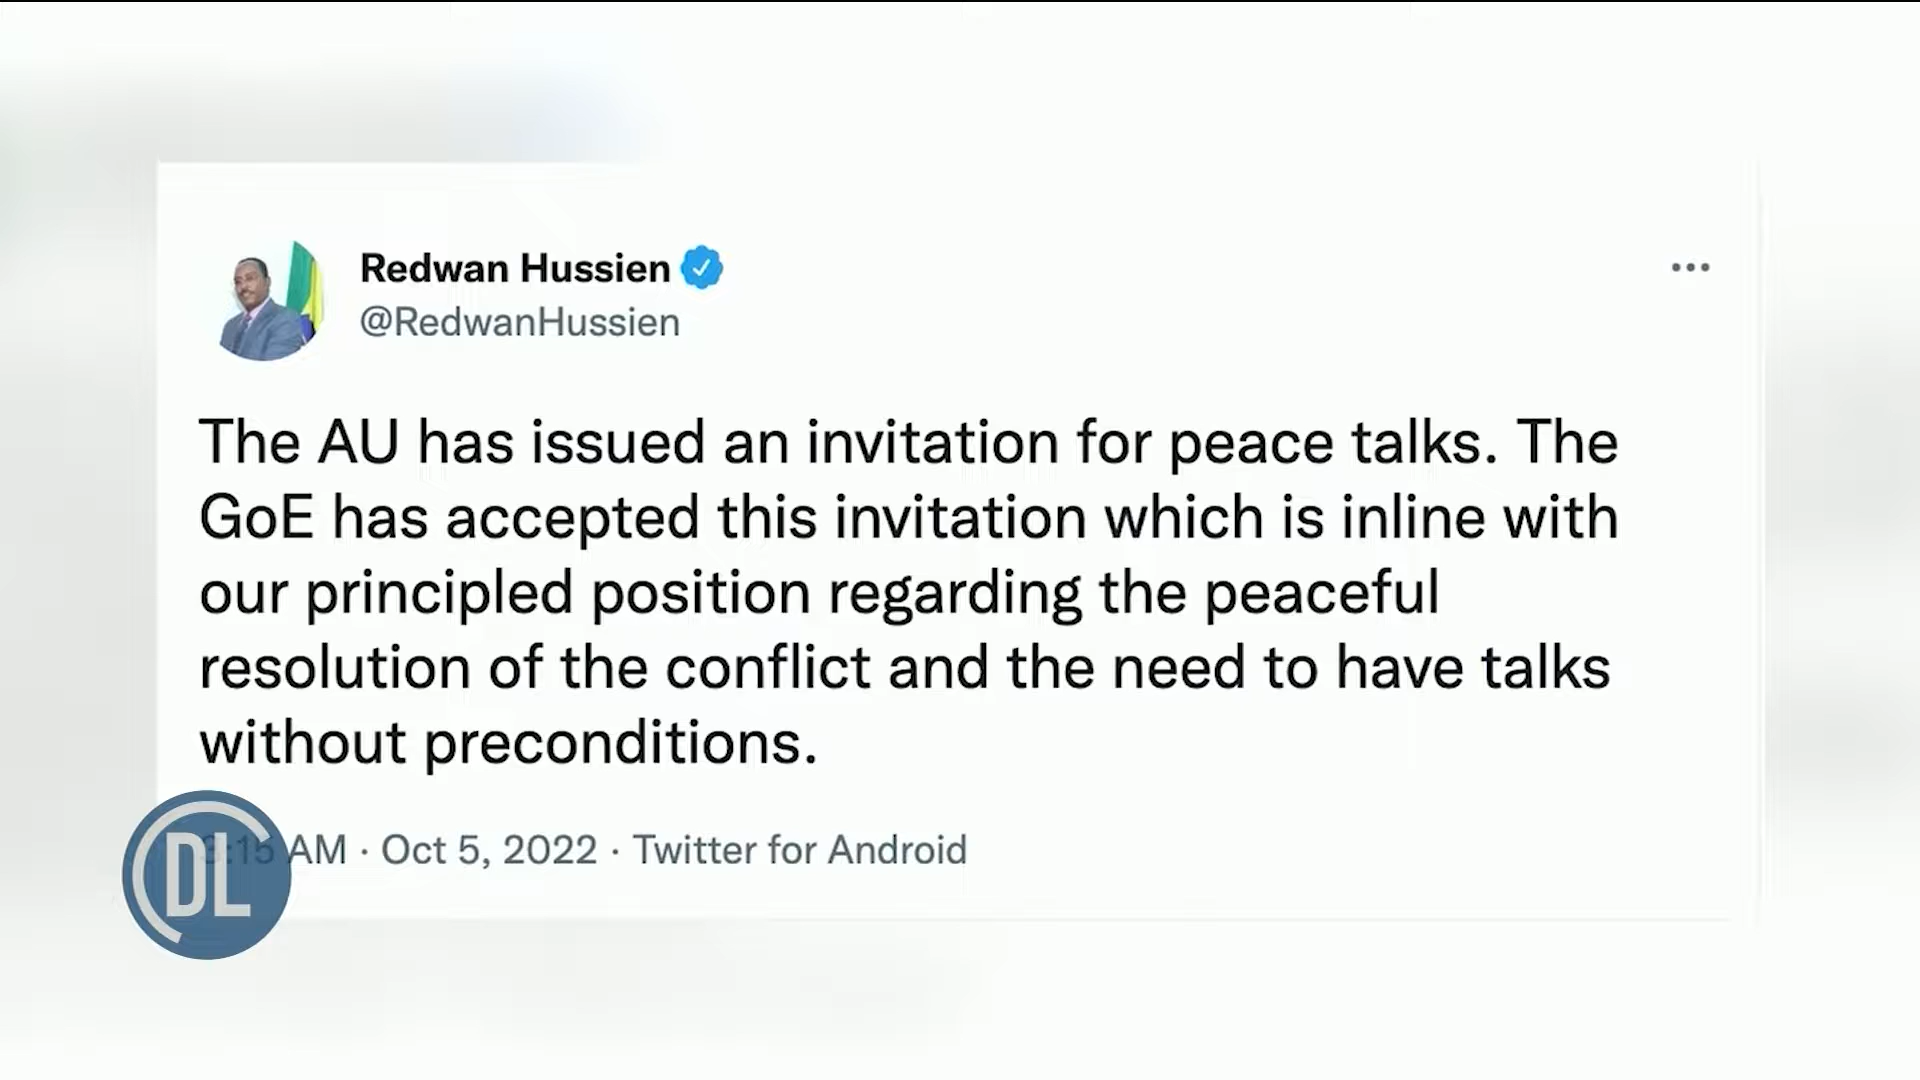 Redwan Hussien
@RedwanHussien
The AU has issued an invitation for peace talks. The
GoE has accepted this invitation which is inline with
our principled position regarding the peaceful
resolution of the conflict and the need to have talks
without preconditions.
AM · Oct 5, 2022 · Twitter for Android
DL